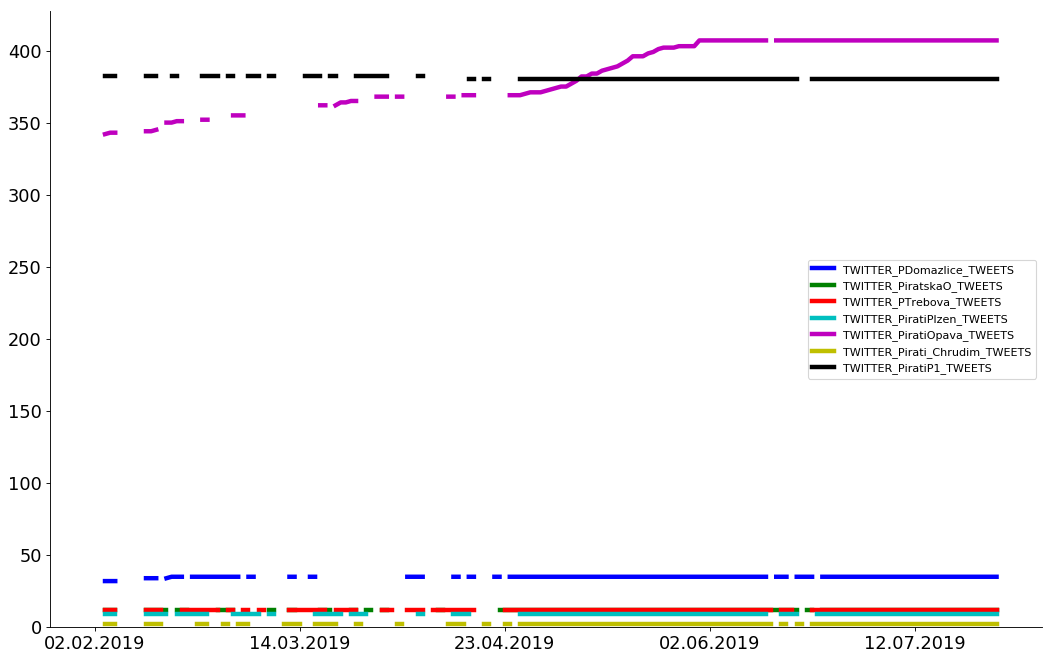 400
350
300
250
200
150
100
50
0
02.02.2019 14.03.2019 23.04.2019 02.06.2019 12.07.2019
TWITTER_PDomazlice_TWEETS
TWITTER_PiratskaO_TWEETS
TWITTER_PTrebova_TWEETS
TWITTER_PiratiPlzen_TWEETS
TWITTER_PiratiOpava_TWEETS
TWITTER_Pirati_Chrudim_TWEETS
TWITTER_PiratiP1_TWEETS